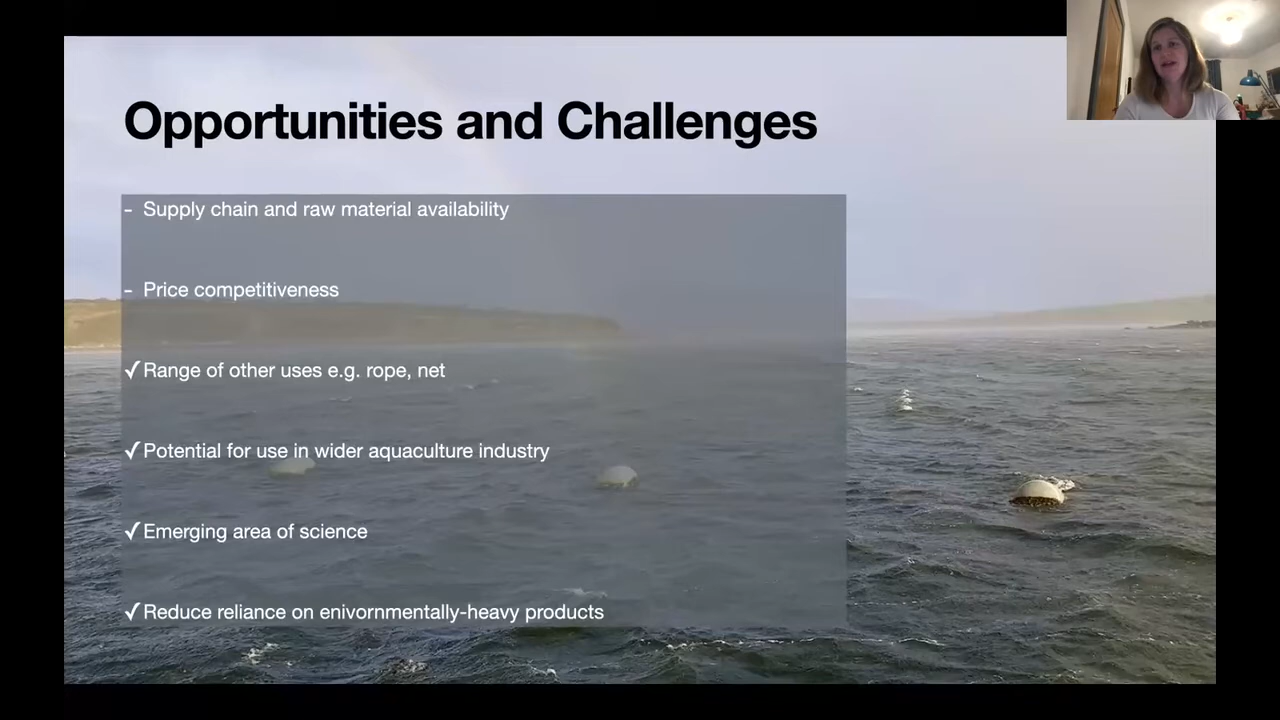 Opportunities and Challenges
- Supply chain and raw material availability
- Price competitiveness
✓Range of other uses e.g. rope, net
✓Potential for use in wider aquaculture industry
✓Emerging area of science
✓Reduce reliance on enivornmentally-heavy products